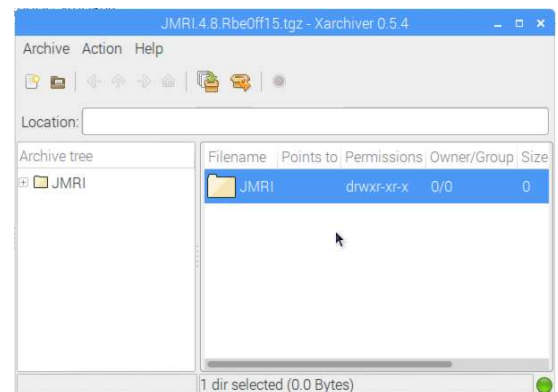 JMRI.4.8.Rbe0ff15.tgz - Xarchiver 0.5.4
Archive Action Help
Location:
Archive tree
Filename Points to Permissions Owner/Group Size
JMRI
JMRI drwxr-xr-x 0/0 0
1 dir selected (0.0 Bytes)